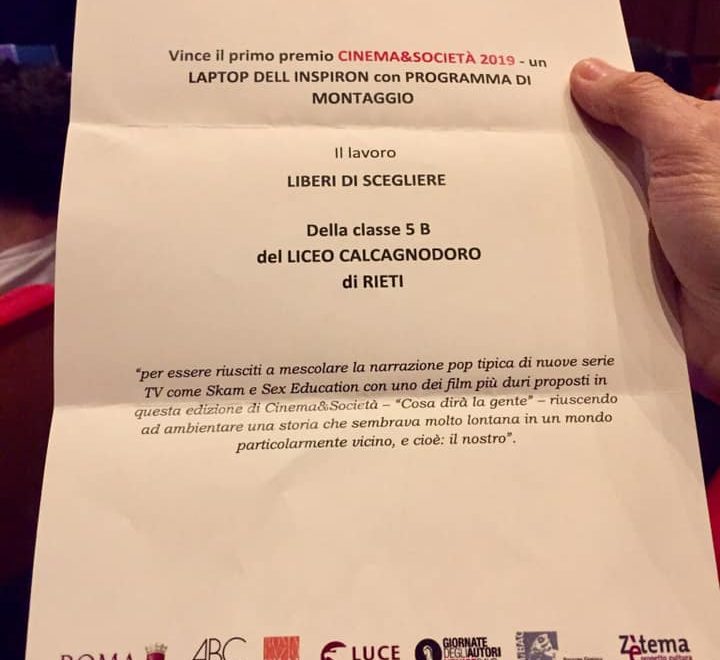 Vince il primo premio CINEMA&SOCIETÀ 2019 - un
LAPTOP DELL INSPIRON con PROGRAMMA DI
MONTAGGIO
Il lavoro
LIBERI DI SCEGLIERE
Della classe 5 B
del LICEO CALCAGNODORO
di RIETI
"per essere riusciti a mescolare la narrazione pop tipica di nuove serie
TV come Skam e Sex Education con uno dei film più duri proposti in
questa edizione di Cinema&Società – "Cosa dirà la gente" – riuscendo
ad ambientare una storia che sembrava molto lontana in un mondo
particolarmente vicino, e cioè: il nostro".
ROMA
ABC
LUCE
GIORNATE
DEGLI AUTORI
Zètema
progetto cultura